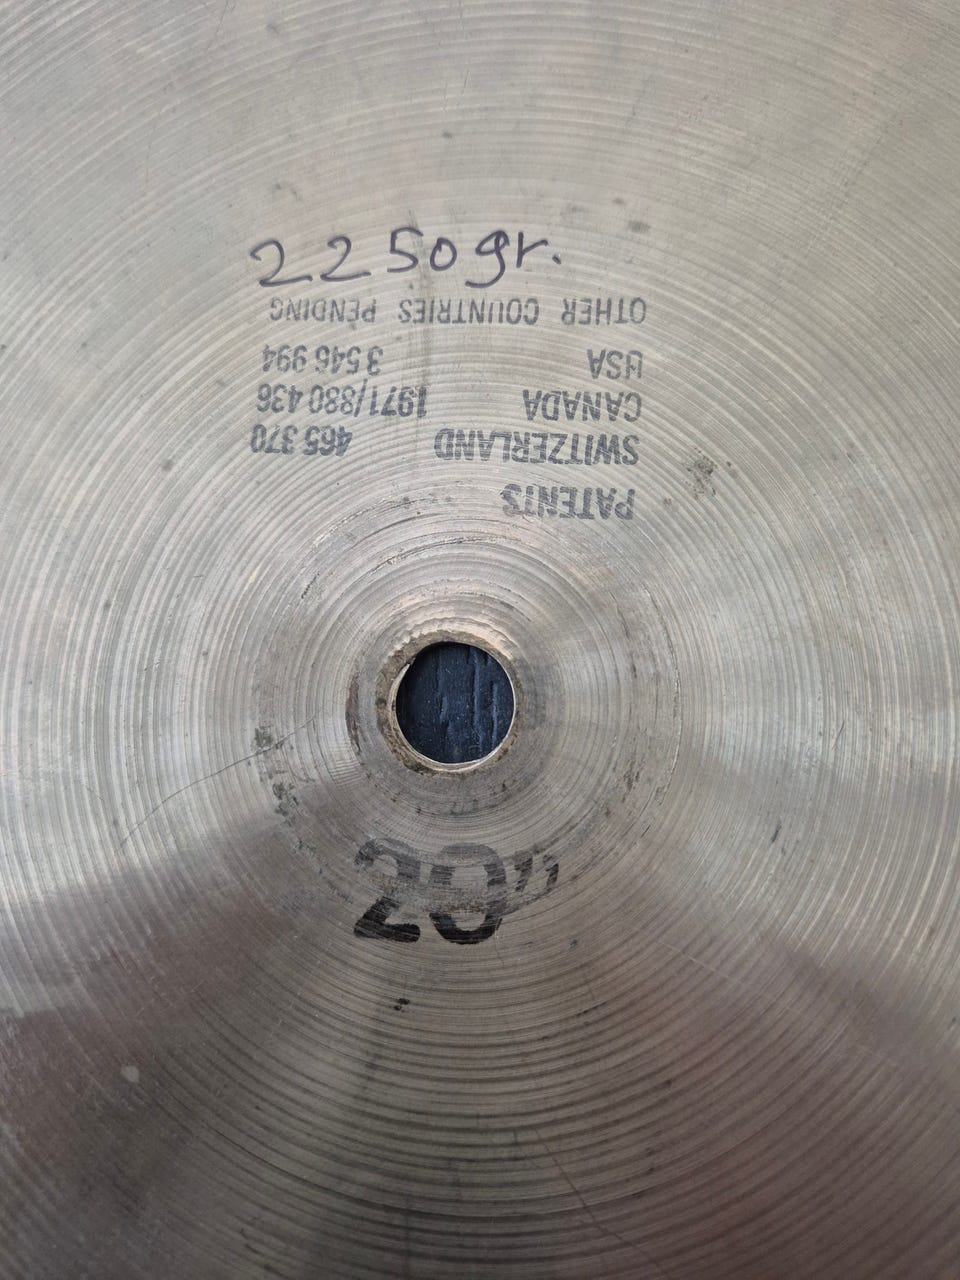 2250gr.
PATENTS
SWITZERLAND 465 370
CANADA 1971/880 436
USA 3 546 994
OTHER COUNTRIES PENDING
20"